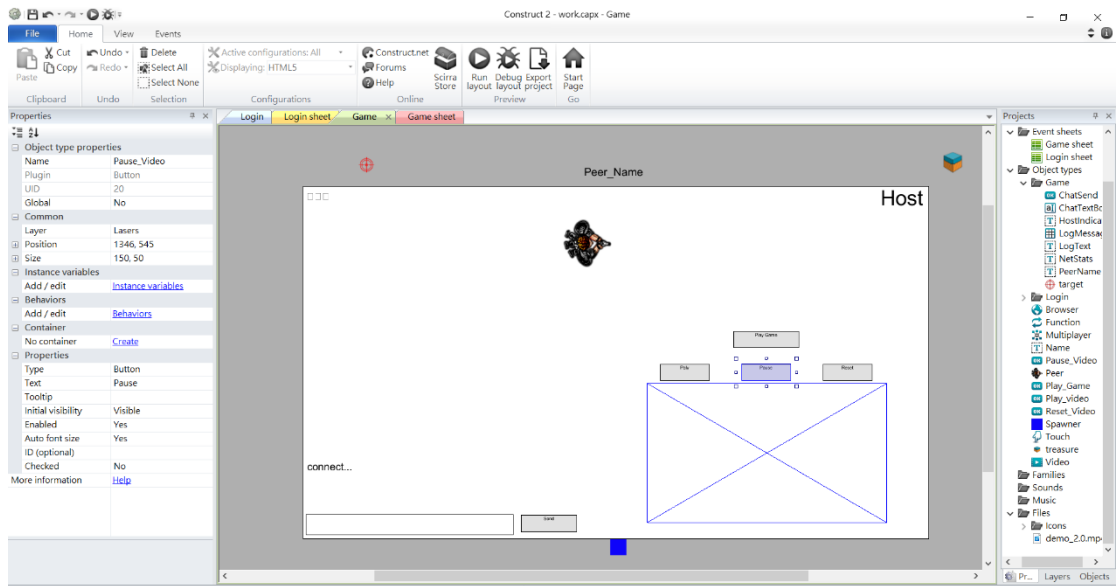 Construct 2 - work.capx - Game
File Home View Events
Paste
Cut
Copy
Clipboard
Undo
Redo
Undo
Delete
Select All
Select None
Selection
Active configurations: All
Displaying: HTML5
Configurations
Construct.net
Forums
Help
Scirra Store
Online
Run layout
Debug layout
Export project
Preview
Start Page
Go
Properties
Login Login sheet Game Game sheet
Object type properties
Name Pause_Video
Plugin Button
UID 20
Global No
Common
Layer Lasers
Position 1346, 545
Size 150, 50
Instance variables
Add / edit Instance variables
Behaviors
Add / edit Behaviors
Container
No container Create
Properties
Type Button
Text Pause
Tooltip
Initial visibility Visible
Enabled Yes
Auto font size Yes
ID (optional)
Checked No
More information Help
Peer_Name
Host
Play Game
Pause
Reset
connect...
Send
Projects
Event sheets
Game sheet
Login sheet
Object types
Game
ChatSend
ChatTextBo
HostIndica
LogMessag
LogText
NetStats
PeerName
target
Login
Browser
Function
Multiplayer
Name
Pause_Video
Peer
Play_Game
Play_video
Reset_Video
Spawner
Touch
treasure
Video
Families
Sounds
Music
Files
Icons
demo_2.0.mp
Pr... Layers Objects